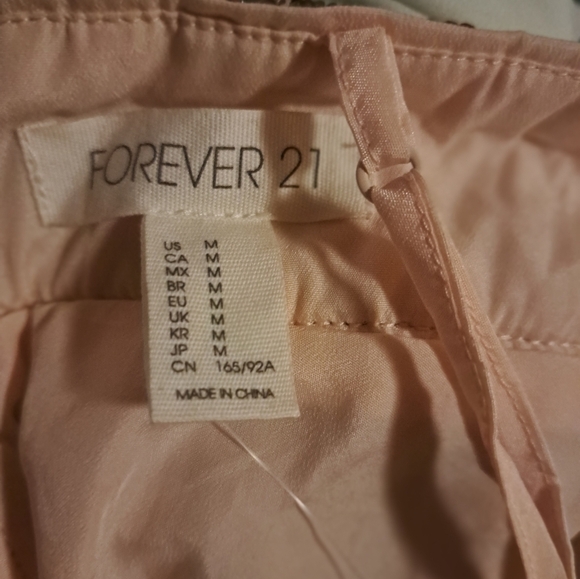 FOREVER 21
US M
CA M
MX M
BR M
EU M
UK M
KR M
JP M
CN 165/92A
MADE IN CHINA